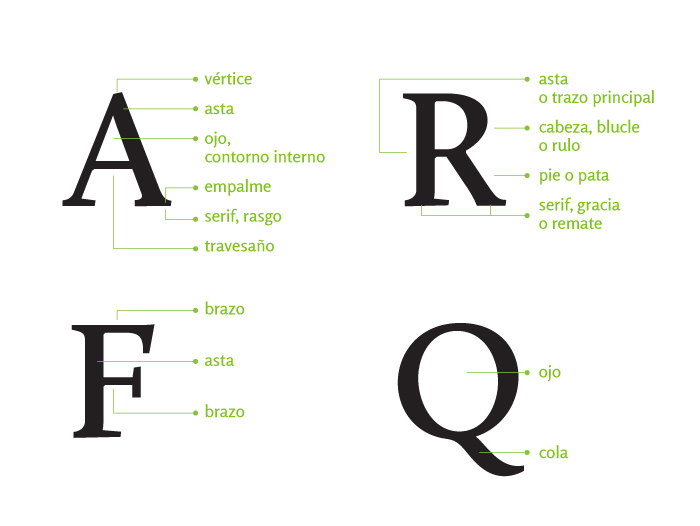 A
vértice
asta
ojo,
contorno interno
empalme
serif, rasgo
travesaño
R
asta
o trazo principal
cabeza, blucle
o rulo
pie o pata
serif, gracia
o remate
F
brazo
asta
brazo
Q
ojo
cola